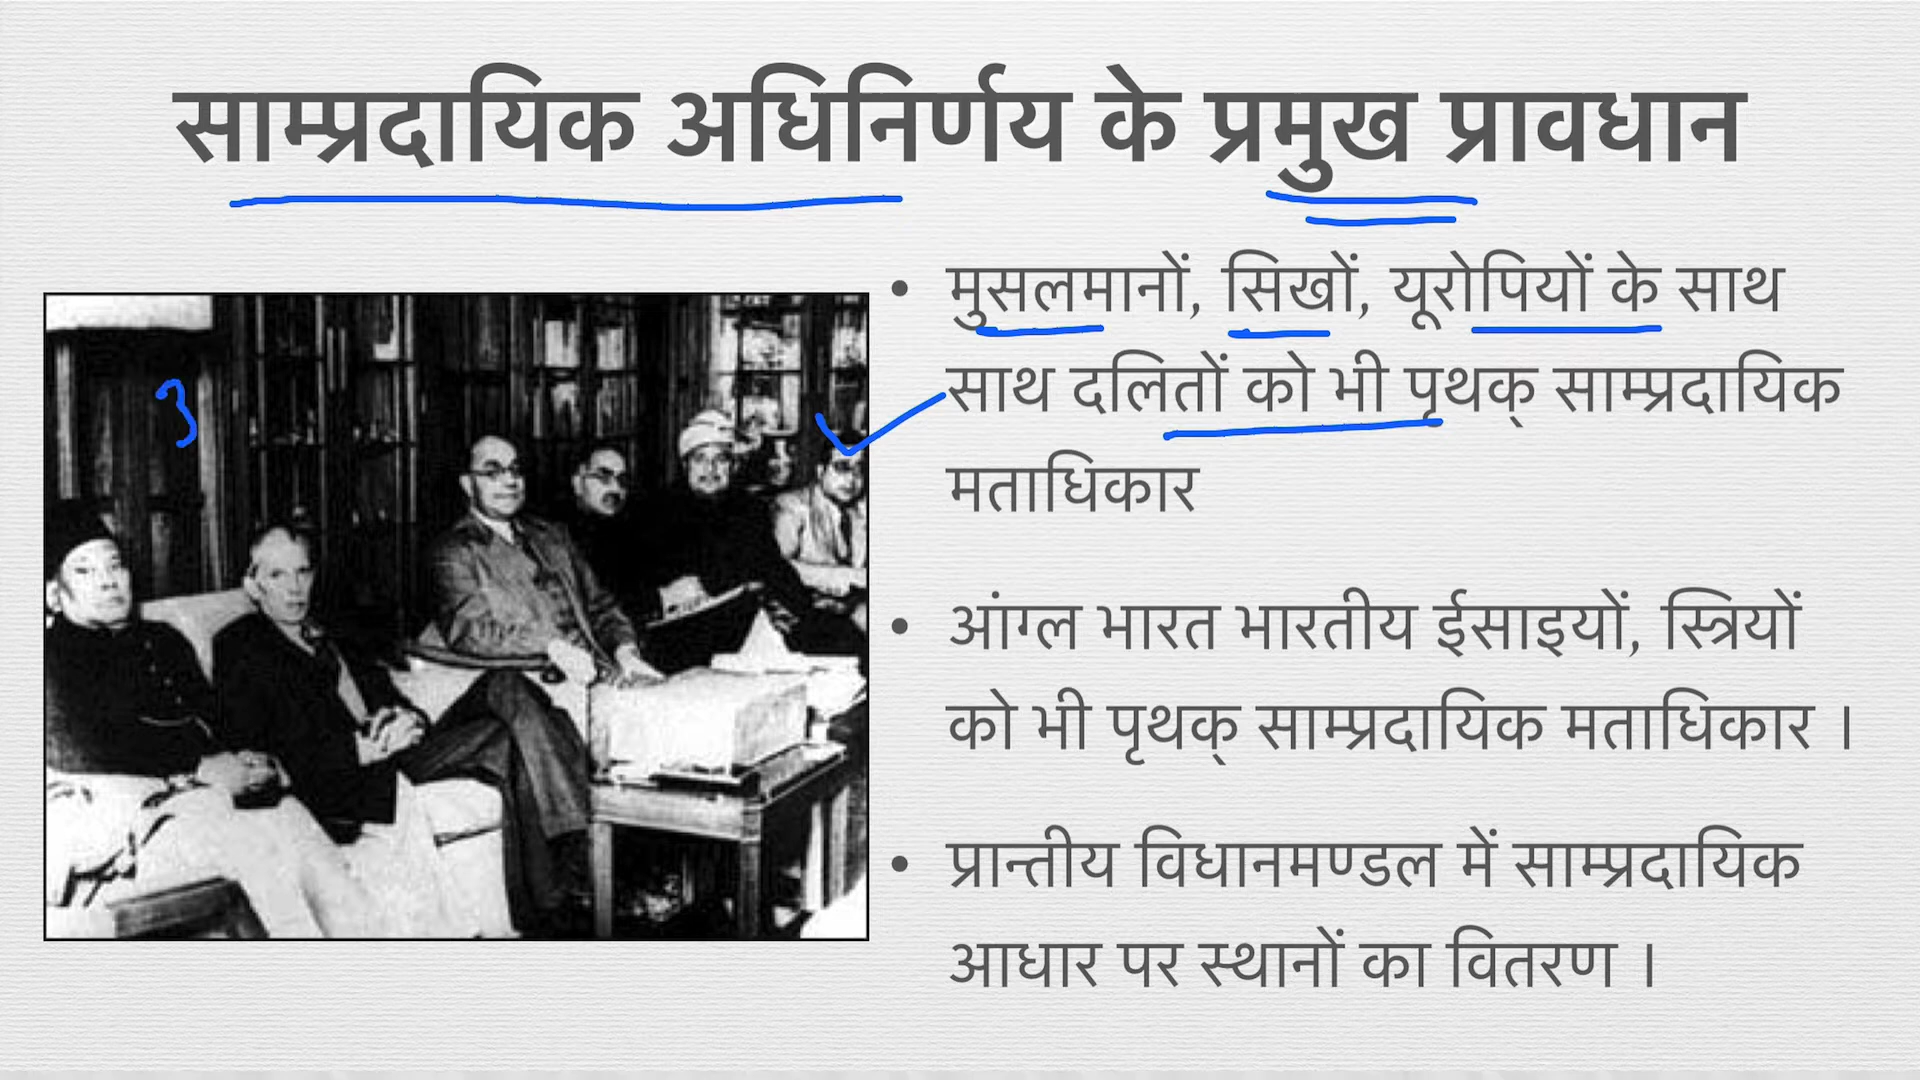 साम्प्रदायिक अधिनिर्णय के प्रमुख प्रावधान
• मुसलमानों, सिखों, यूरोपियों के साथ
साथ दलितों को भी पृथक् साम्प्रदायिक
मताधिकार
• आंग्ल भारत भारतीय ईसाइयों, स्त्रियों
को भी पृथक् साम्प्रदायिक मताधिकार ।
• प्रान्तीय विधानमण्डल में साम्प्रदायिक
आधार पर स्थानों का वितरण ।